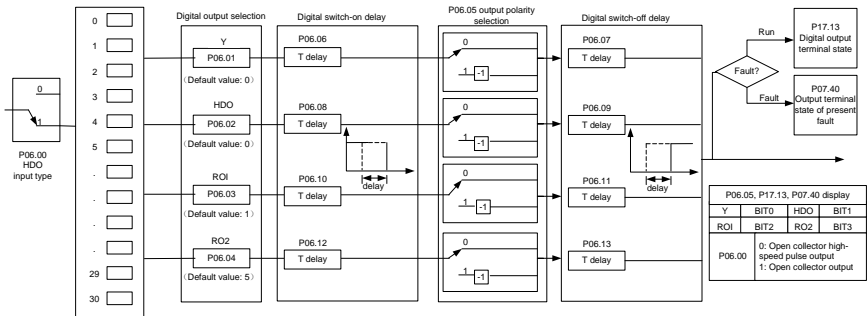 0
1
P06.00
HDO
input type
0
1
2
3
4
5
.
.
.
.
29
30
Digital output selection
Y
P06.01
(Default value: 0)
HDO
P06.02
(Default value: 0)
ROI
P06.03
(Default value: 1)
RO2
P06.04
(Default value: 5)
Digital switch-on delay
P06.06
T delay
P06.08
T delay
delay
P06.10
T delay
P06.12
T delay
P06.05 output polarity
selection
0
1
-1
0
1
-1
0
1
-1
0
1
-1
Digital switch-off delay
P06.07
T delay
P06.09
T delay
delay
P06.11
T delay
P06.13
T delay
Run
Fault?
Fault
P17.13
Digital output
terminal state
P07.40
Output terminal
state of present
fault
P06.05, P17.13, P07.40 display
Y BIT0 HDO BIT1
ROI BIT2 RO2 BIT3
P06.00
0: Open collector high-
speed pulse output
1: Open collector output